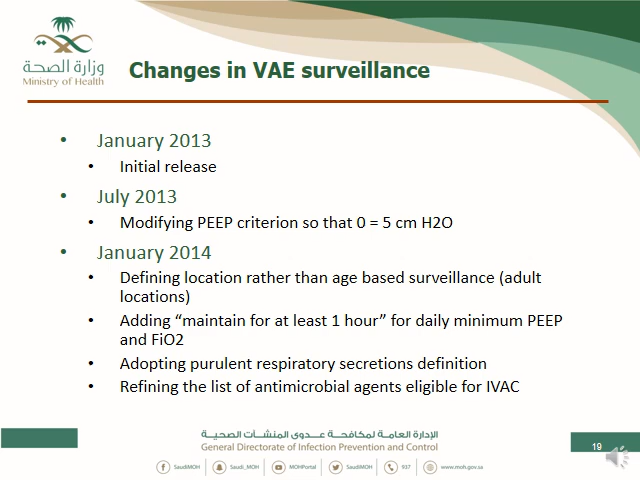 وزارة الصحة
Ministry of Health
Changes in VAE surveillance
• January 2013
• Initial release
• July 2013
• Modifying PEEP criterion so that 0 = 5 cm H2O
• January 2014
• Defining location rather than age based surveillance (adult
locations)
• Adding “maintain for at least 1 hour” for daily minimum PEEP
and FiO2
• Adopting purulent respiratory secretions definition
• Refining the list of antimicrobial agents eligible for IVAC
الإدارة العامة لمكافحة عدوى المنشآت الصحية
General Directorate of Infection Prevention and Control
19
SaudiMOH Saudi_MOH MOHPortal SaudiMOH 937 www.moh.gov.sa